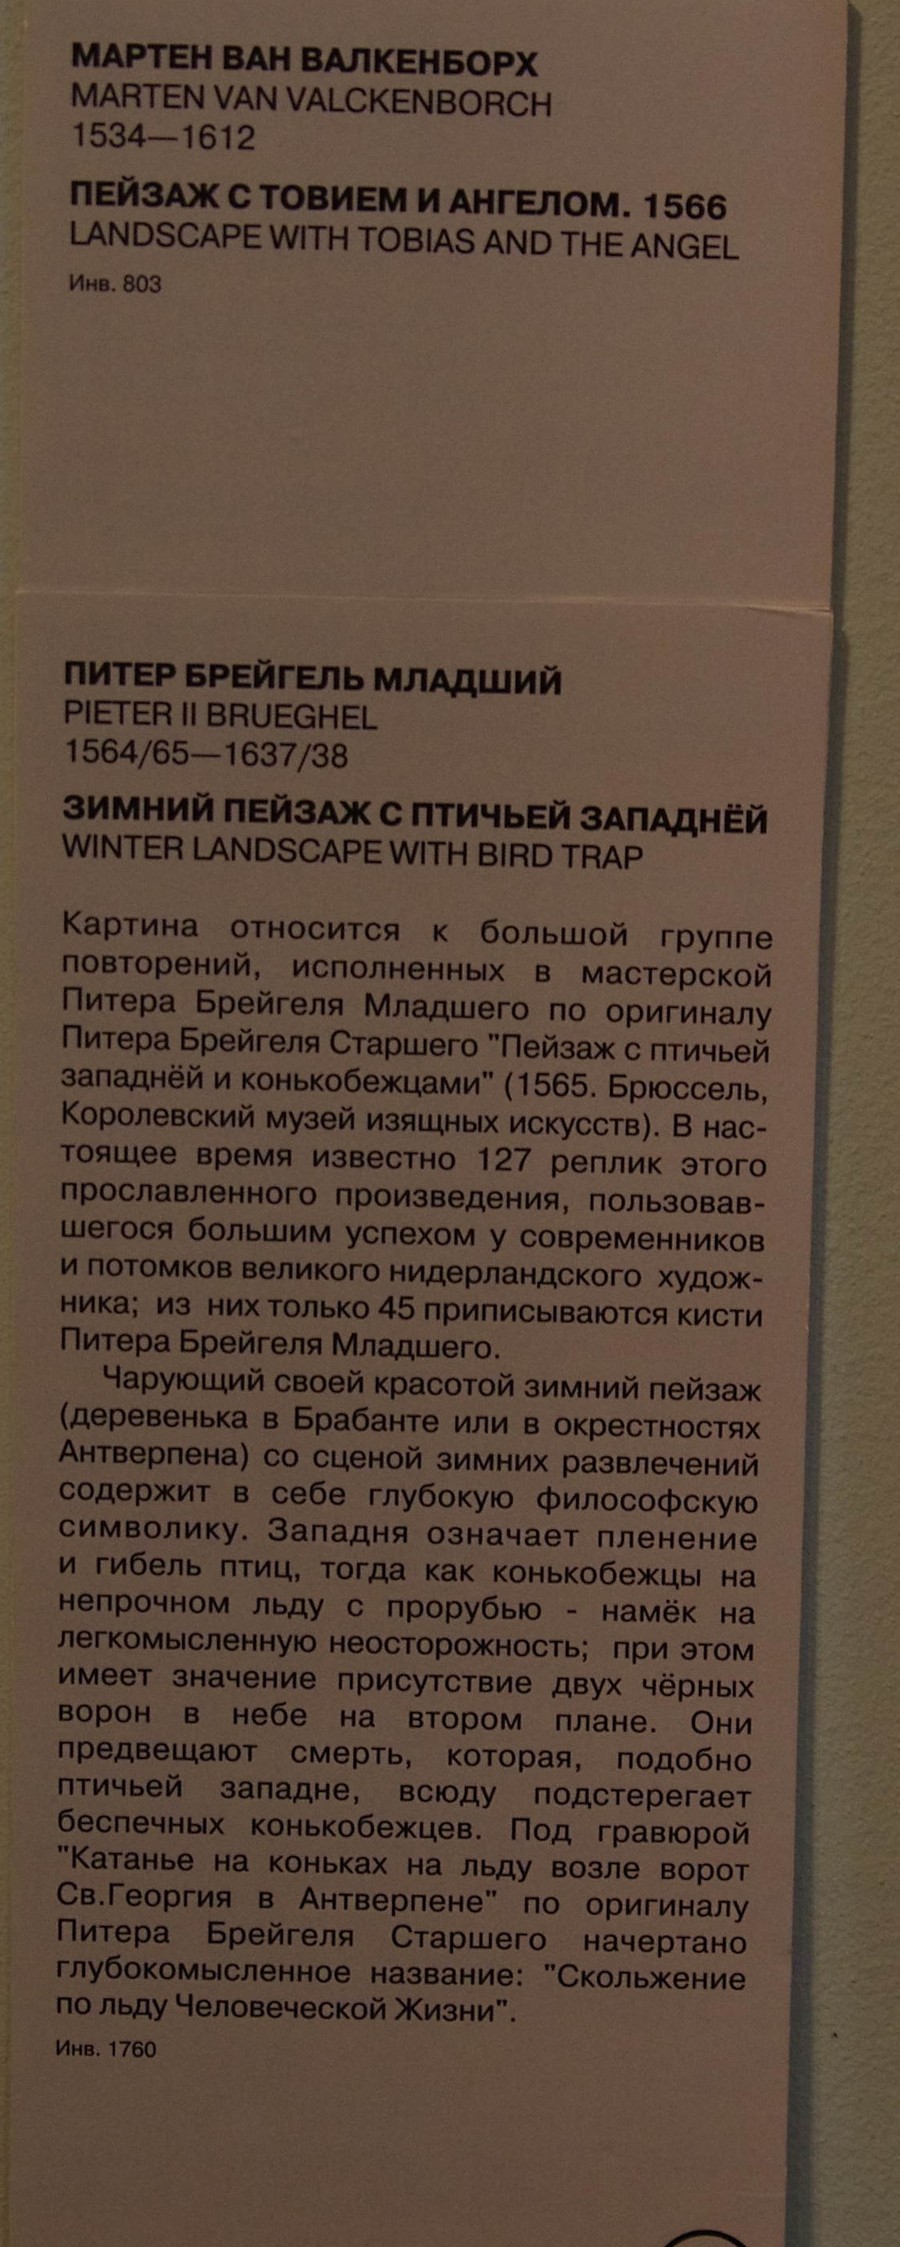 МАРТЕН ВАН ВАЛКЕНБОРХ
MARTEN VAN VALCKENBORCH
1534—1612
ПЕЙЗАЖ С ТОВИЕМ И АНГЕЛОМ. 1566
LANDSCAPE WITH TOBIAS AND THE ANGEL
Инв. 803
ПИТЕР БРЕЙГЕЛЬ МЛАДШИЙ
PIETER II BRUEGHEL
1564/65—1637/38
ЗИМНИЙ ПЕЙЗАЖ С ПТИЧЬЕЙ ЗАПАДНЁЙ
WINTER LANDSCAPE WITH BIRD TRAP
Картина относится к большой группе
повторений, исполненных в мастерской
Питера Брейгеля Младшего по оригиналу
Питера Брейгеля Старшего "Пейзаж с птичьей
западнёй и конькобежцами" (1565. Брюссель,
Королевский музей изящных искусств). В нас-
тоящее время известно 127 реплик этого
прославленного произведения, пользовав-
шегося большим успехом у современников
и потомков великого нидерландского худож-
ника; из них только 45 приписываются кисти
Питера Брейгеля Младшего.
Чарующий своей красотой зимний пейзаж
(деревенька в Брабанте или в окрестностях
Антверпена) со сценой зимних развлечений
содержит в себе глубокую философскую
символику. Западня означает пленение
и гибель птиц, тогда как конькобежцы на
непрочном льду с прорубью - намёк на
легкомысленную неосторожность; при этом
имеет значение присутствие двух чёрных
ворон в небе на втором плане. Они
предвещают смерть, которая, подобно
птичьей западне, всюду подстерегает
беспечных конькобежцев. Под гравюрой
"Катанье на коньках на льду возле ворот
Св.Георгия в Антверпене" по оригиналу
Питера Брейгеля Старшего начертано
глубокомысленное название: "Скольжение
по льду Человеческой Жизни".
Инв. 1760